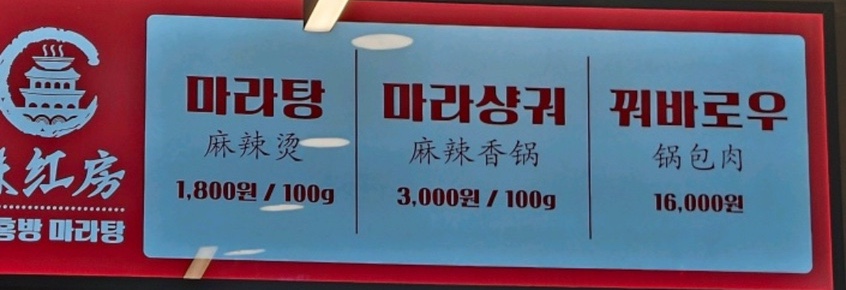 红房
홍방 마라탕
마라탕
麻辣烫
1,800원 / 100g
마라샹궈
麻辣香锅
3,000원 / 100g
꿔바로우
锅包肉
16,000원